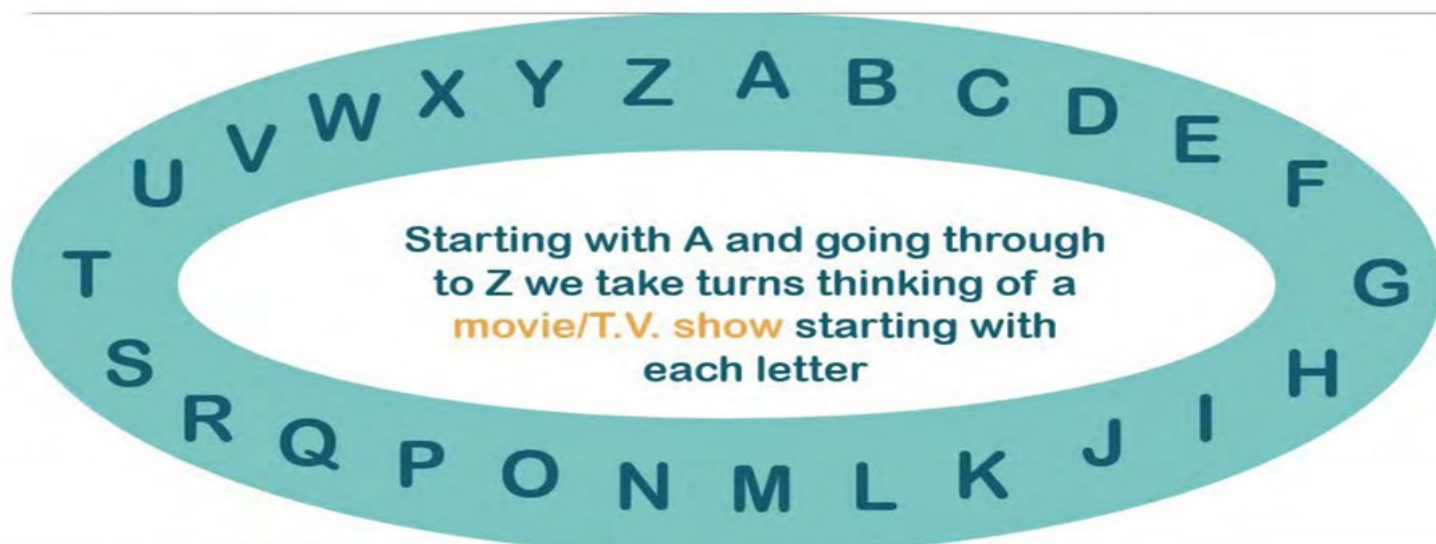 A B C D E F G H I J K L M N O P Q R S T U V W X Y Z
Starting with A and going through
to Z we take turns thinking of a
movie/T.V. show starting with
each letter